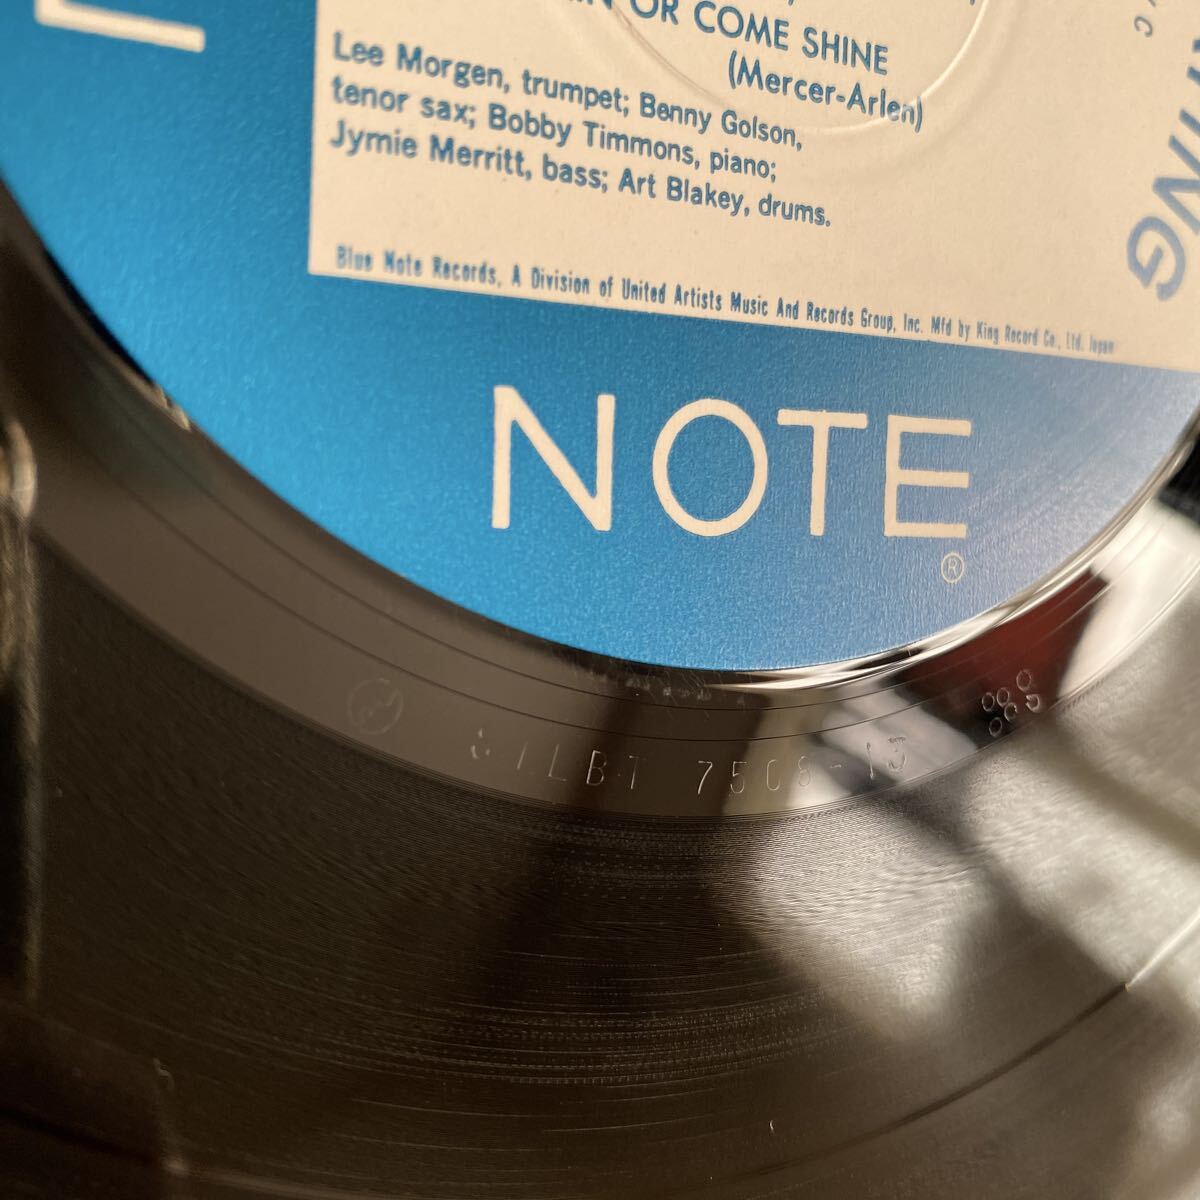 OR COME SHINE
(Mercer-Arlen)
Lee Morgen, trumpet; Benny Golson,
tenor sax; Bobby Timmons, piano;
Jymie Merritt, bass; Art Blakey, drums.
Blue Note Records, A Division of United Artists Music And Records Group, Inc. Mfd by King Record Co., Ltd. Japan
NOTE
®